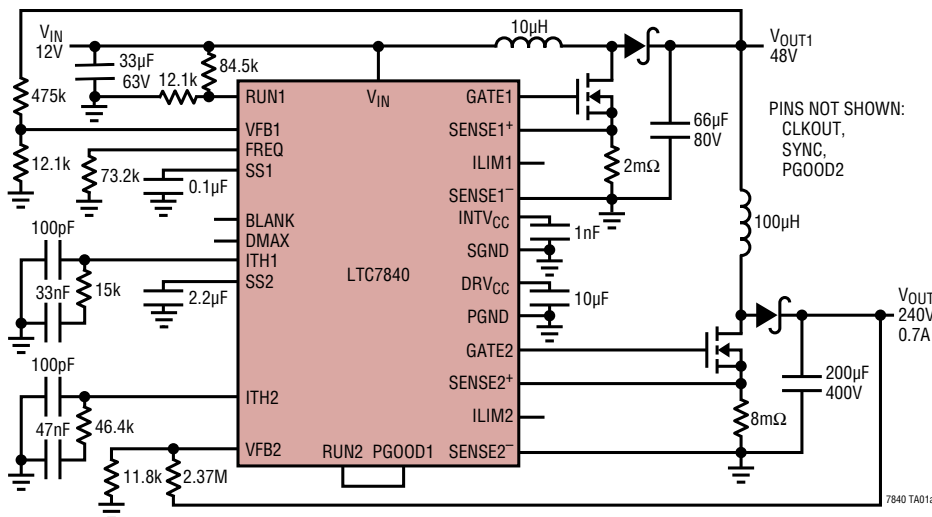 VIN
12V
33µF
63V
12.1k
84.5k
10µH
VOUT1
48V
475k
12.1k
73.2k
0.1µF
100pF
33nF
15k
2.2µF
100pF
47nF
46.4k
11.8k
2.37M
RUN1
VFB1
FREQ
SS1
BLANK
DMAX
ITH1
SS2
ITH2
VFB2
VIN
LTC7840
RUN2 PGOOD1
GATE1
SENSE1+
ILIM1
SENSE1–
INTVCC
SGND
DRVCC
PGND
GATE2
SENSE2+
ILIM2
SENSE2–
2mΩ
66µF
80V
1nF
10µF
PINS NOT SHOWN:
CLKOUT,
SYNC,
PGOOD2
100µH
VOUT
240V
0.7A
200µF
400V
8mΩ